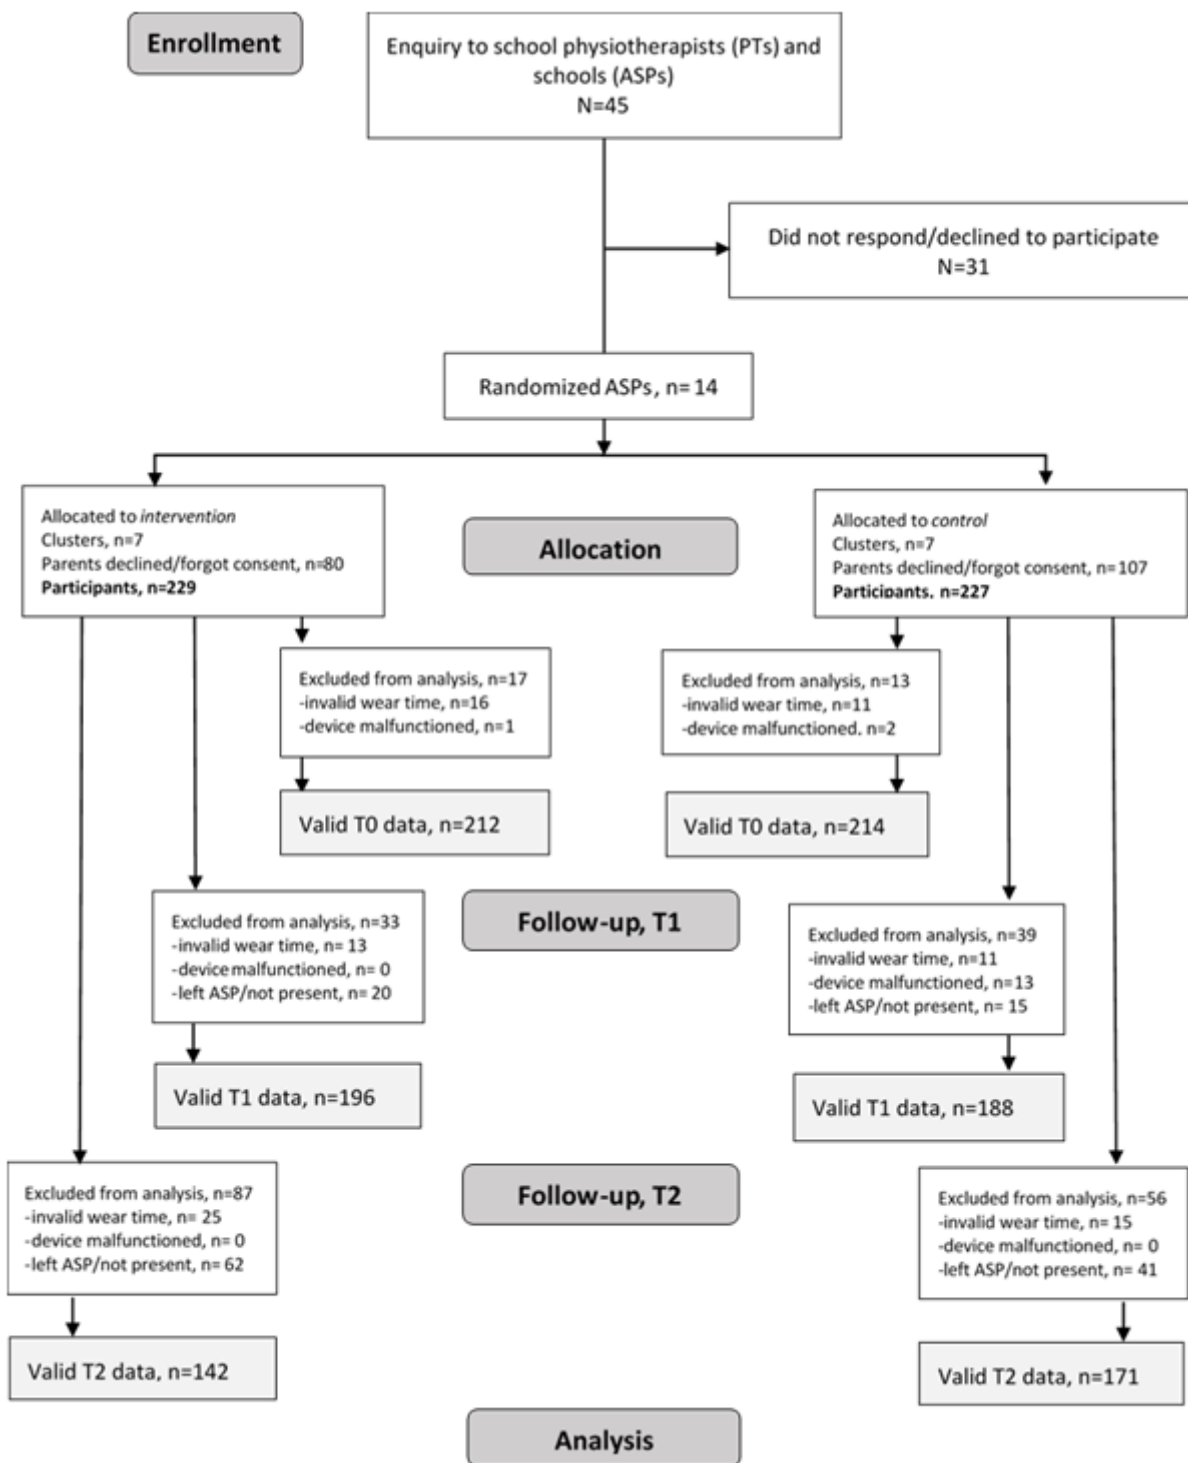 Enrollment
Enquiry to school physiotherapists (PTs) and
schools (ASPs)
N=45
Did not respond/declined to participate
N=31
Randomized ASPs, n= 14
Allocated to intervention
Clusters, n=7
Parents declined/forgot consent, n=80
Participants, n=229
Allocation
Allocated to control
Clusters, n=7
Parents declined/forgot consent, n=107
Participants. n=227
Excluded from analysis, n=17
-invalid wear time, n=16
-device malfunctioned, n=1
Excluded from analysis, n=13
-invalid wear time, n=11
-device malfunctioned. n=2
Valid T0 data, n=212
Valid T0 data, n=214
Follow-up, T1
Excluded from analysis, n=33
-invalid wear time, n= 13
-device malfunctioned, n= 0
-left ASP/not present, n= 20
Excluded from analysis, n=39
-invalid wear time, n=11
-device malfunctioned, n=13
-left ASP/not present, n= 15
Valid T1 data, n=196
Valid T1 data, n=188
Follow-up, T2
Excluded from analysis, n=87
-invalid wear time, n= 25
-device malfunctioned, n= 0
-left ASP/not present, n= 62
Excluded from analysis, n=56
-invalid wear time, n= 15
-device malfunctioned, n= 0
-left ASP/not present, n= 41
Valid T2 data, n=142
Valid T2 data, n=171
Analysis